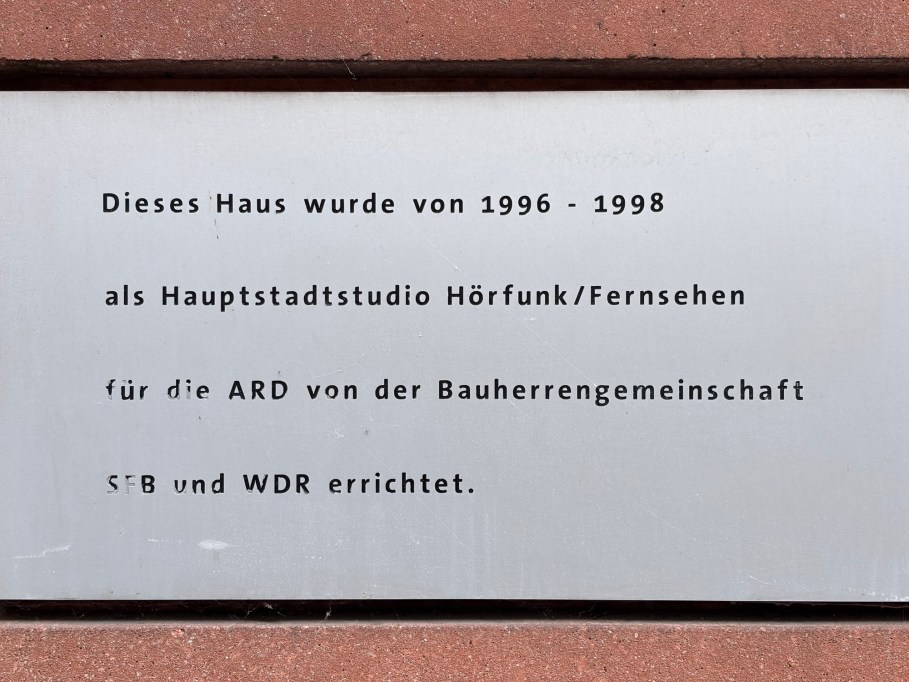 Dieses Haus wurde von 1996 - 1998
als Hauptstadtstudio Hörfunk/Fernsehen
für die ARD von der Bauherrengemeinschaft
SFB und WDR errichtet.